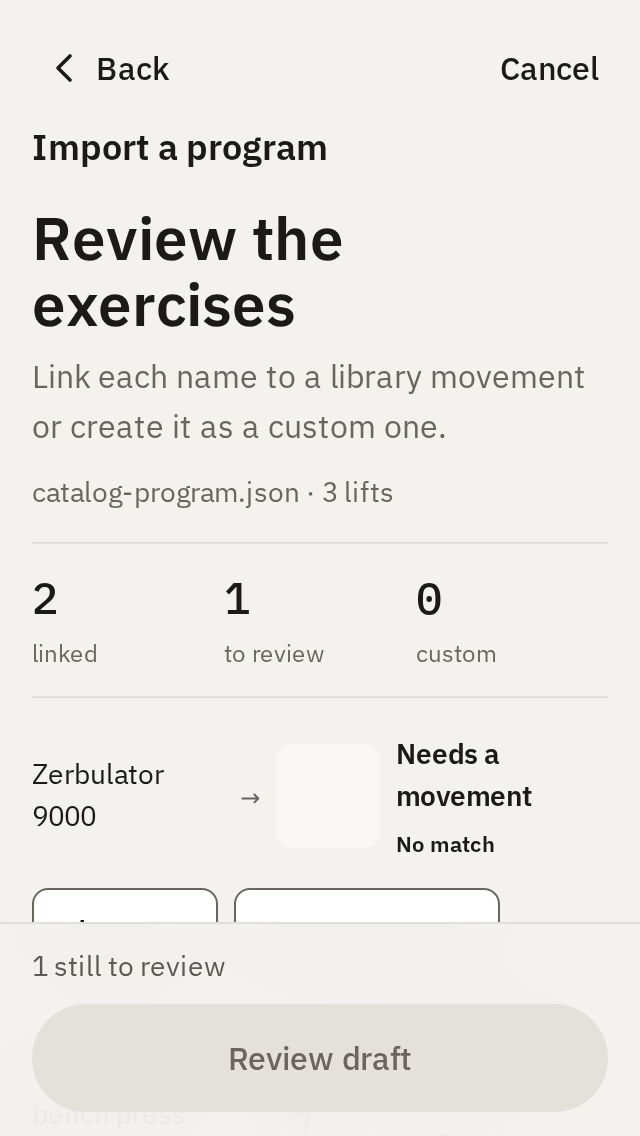 Back
Cancel
Import a program
Review the
exercises
Link each name to a library movement
or create it as a custom one.
catalog-program.json · 3 lifts
2
1
0
linked
to review
custom
Zerbulator
9000
→
Needs a
movement
No match
1 still to review
Review draft
bench press